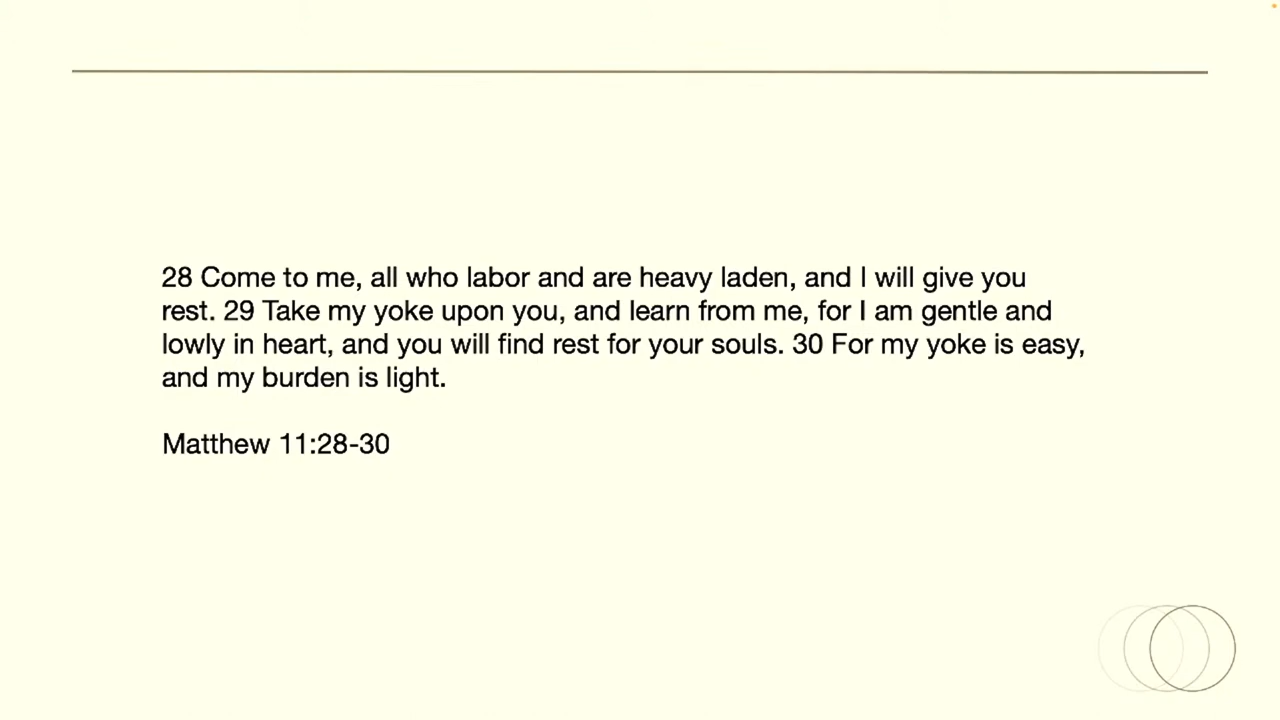 28 Come to me, all who labor and are heavy laden, and I will give you
rest. 29 Take my yoke upon you, and learn from me, for I am gentle and
lowly in heart, and you will find rest for your souls. 30 For my yoke is easy,
and my burden is light.
Matthew 11:28-30